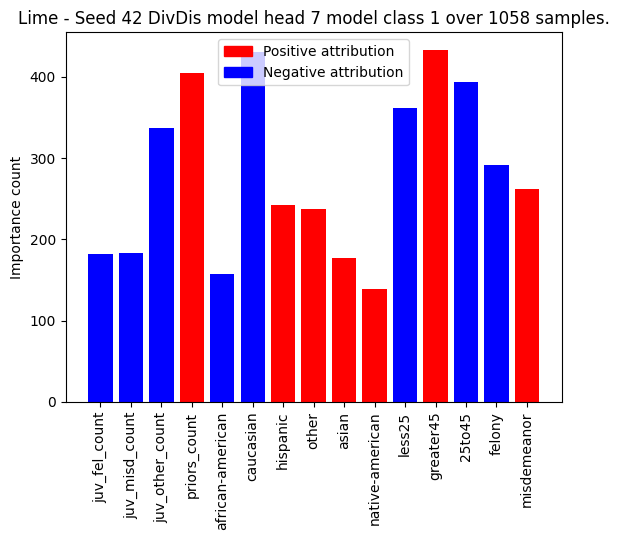 Lime - Seed 42 DivDis model head 7 model class 1 over 1058 samples.
Positive attribution
Negative attribution
Importance count
400
300
200
100
0
juv_fel_count
juv_misd_count
juv_other_count
priors_count
african-american
caucasian
hispanic
other
asian
native-american
less25
greater45
25to45
felony
misdemeanor